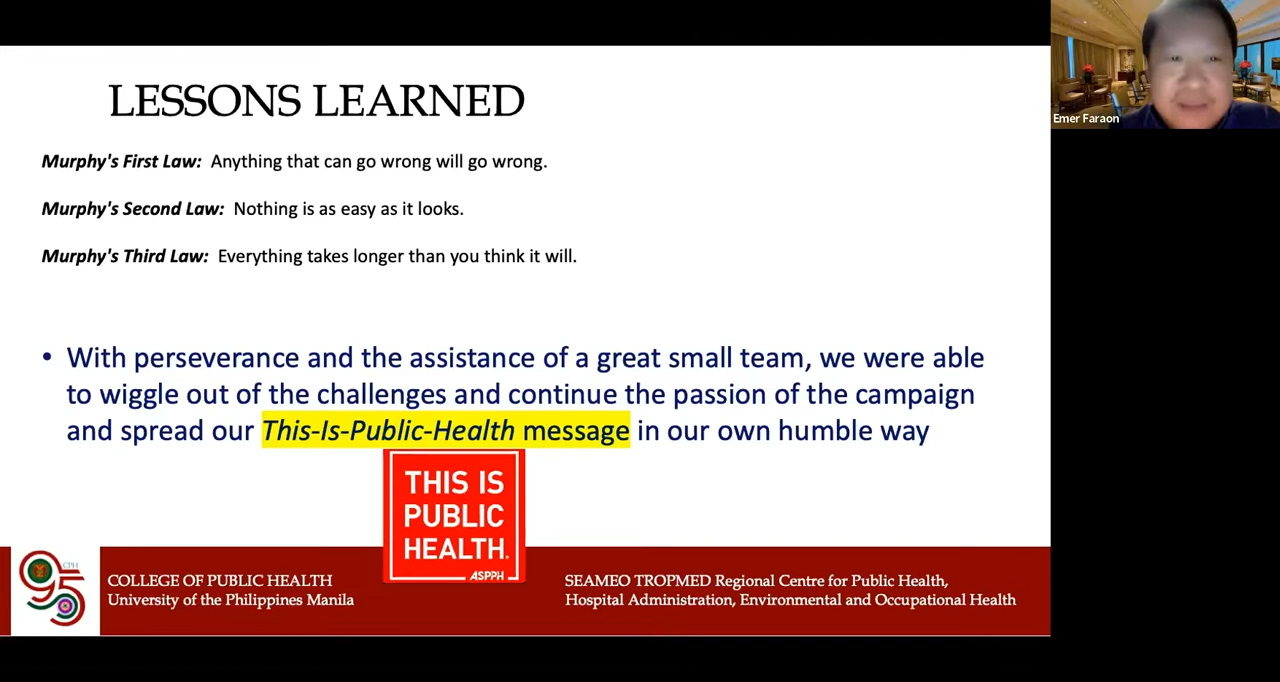 LESSONS LEARNED
Emer Faraon
Murphy's First Law: Anything that can go wrong will go wrong.
Murphy's Second Law: Nothing is as easy as it looks.
Murphy's Third Law: Everything takes longer than you think it will.
• With perseverance and the assistance of a great small team, we were able
to wiggle out of the challenges and continue the passion of the campaign
and spread our This-Is-Public-Health message in our own humble way
THIS IS
PUBLIC
HEALTH.
ASPPH
95
CPH
COLLEGE OF PUBLIC HEALTH
University of the Philippines Manila
SEAMEO TROPMED Regional Centre for Public Health,
Hospital Administration, Environmental and Occupational Health